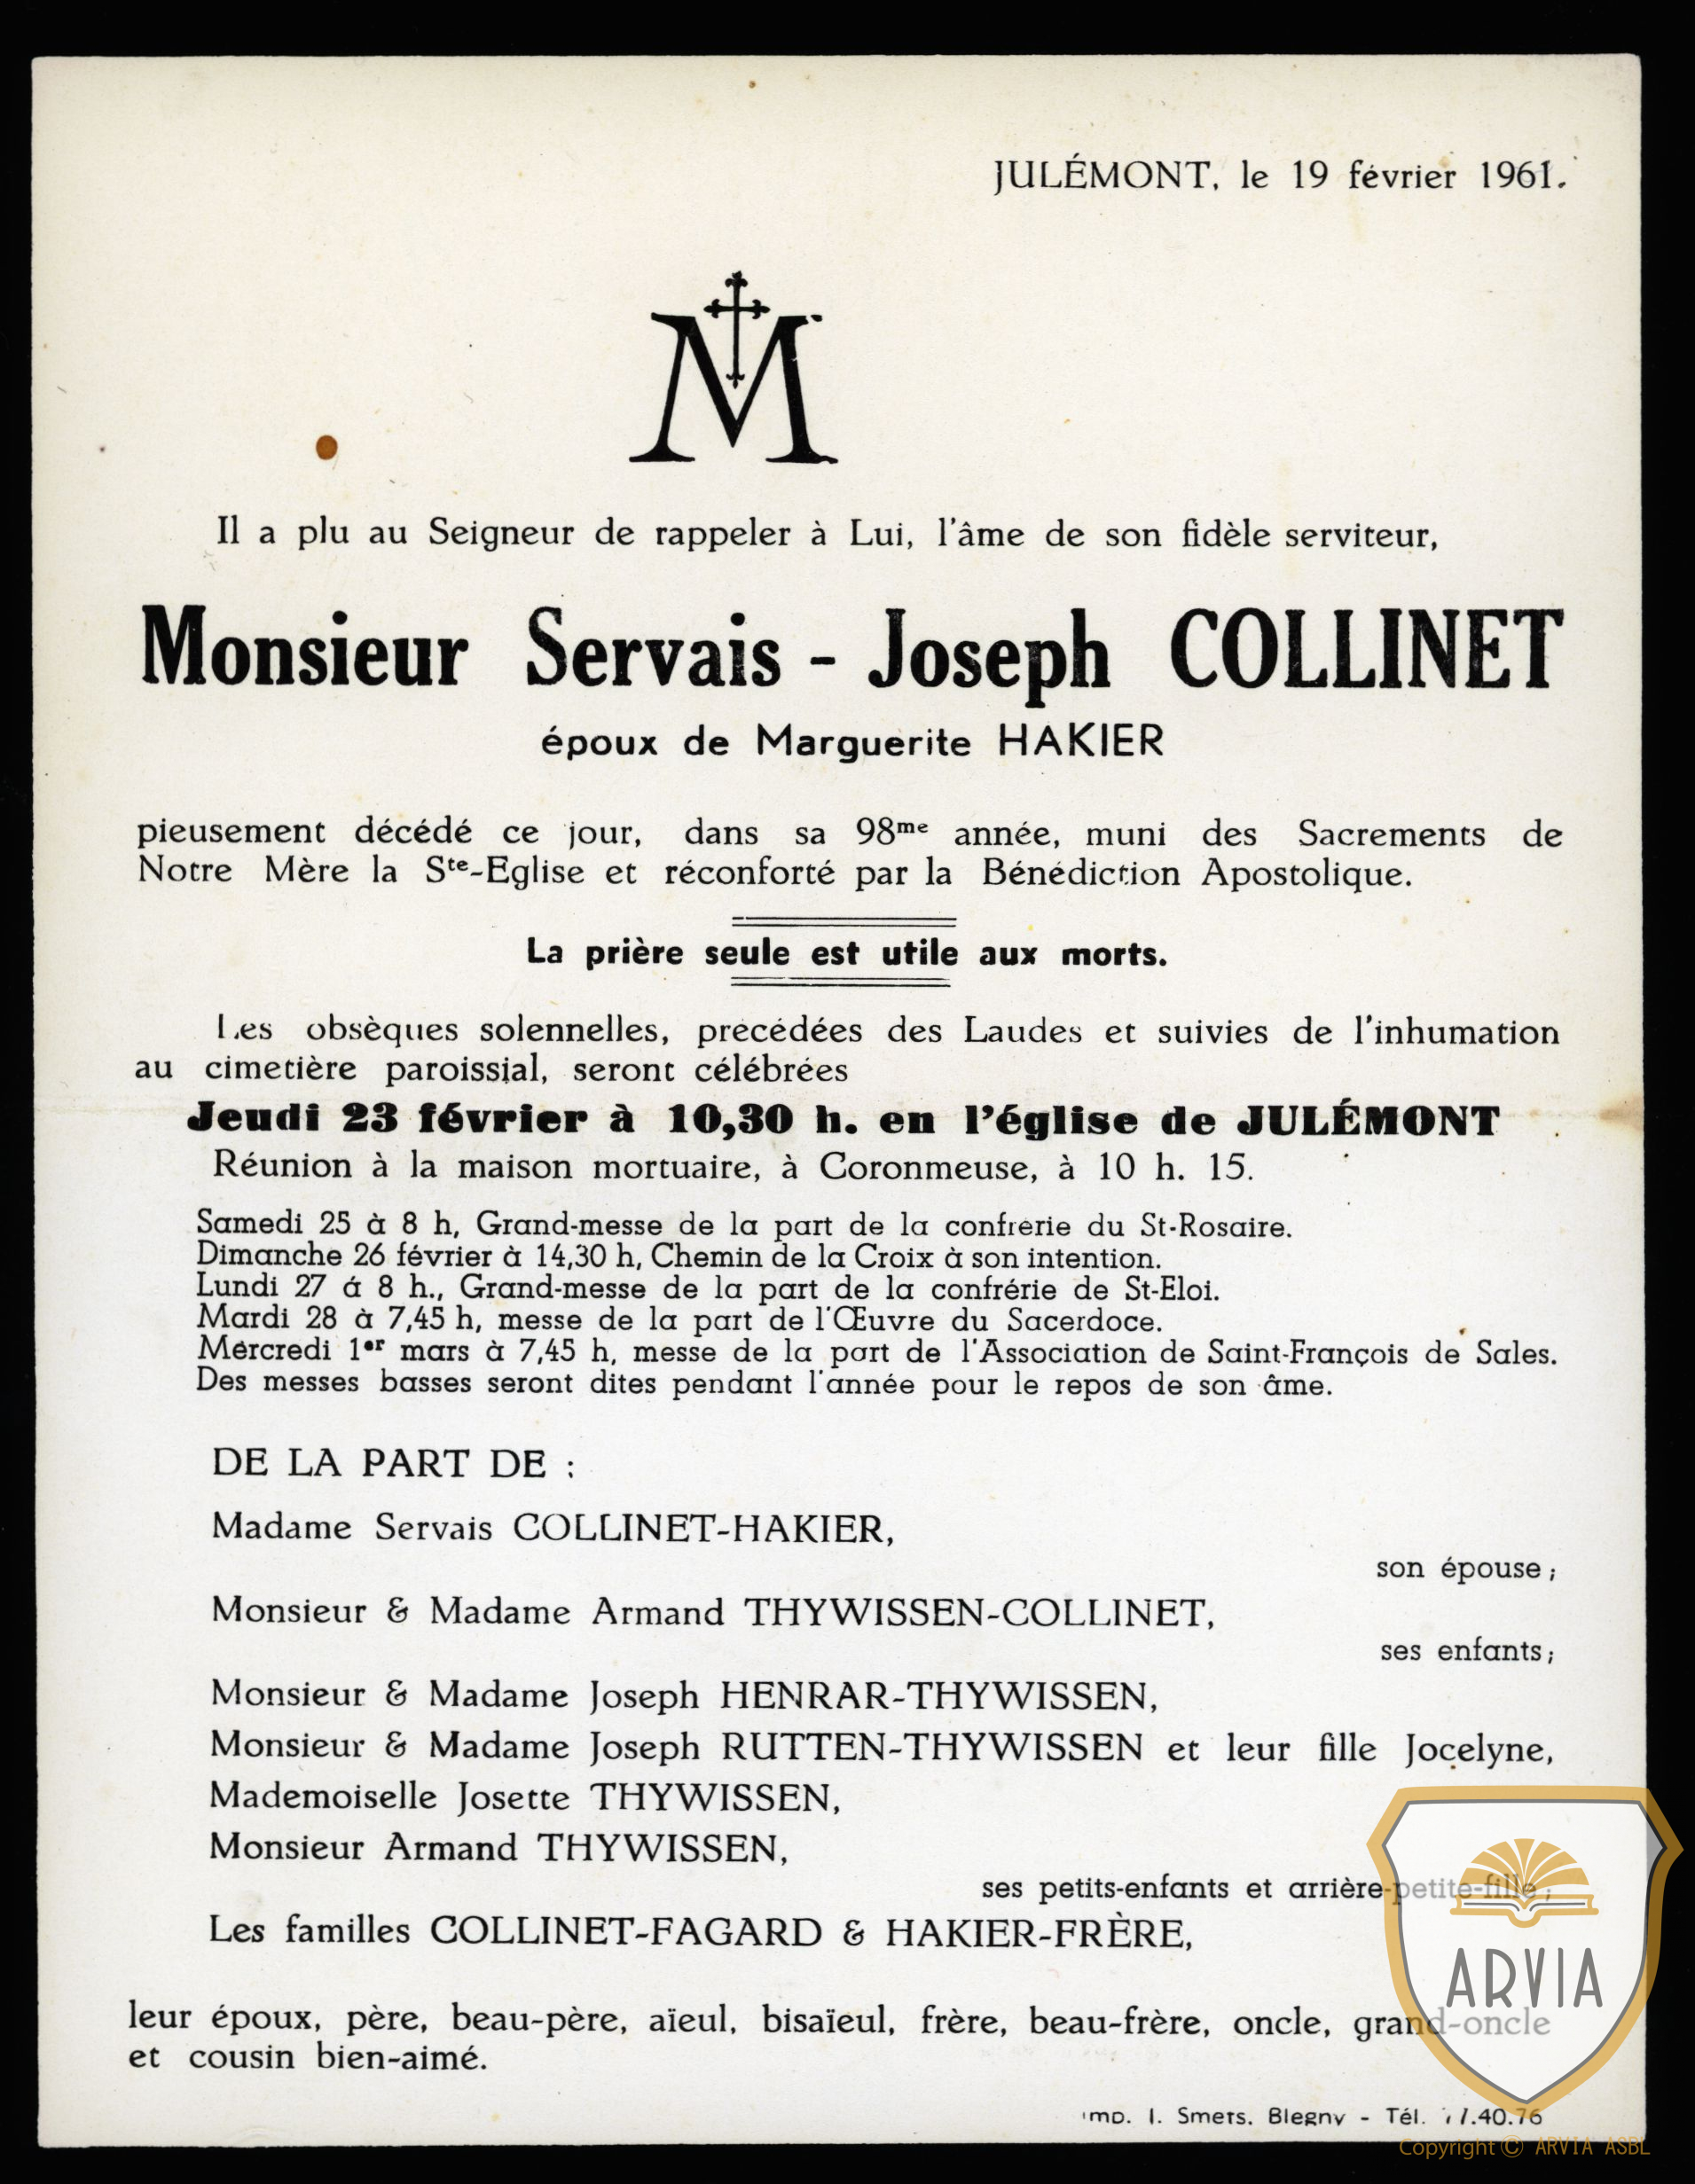 JULÉMONT, le 19 février 1961.
M
Il a plu au Seigneur de rappeler à Lui, l'âme de son fidèle serviteur,
Monsieur Servais - Joseph COLLINET
époux de Marguerite HAKIER
pieusement décédé ce jour, dans sa 98me année, muni des Sacrements de
Notre Mère la Ste-Eglise et réconforté par la Bénédiction Apostolique.
La prière seule est utile aux morts.
Les obsèques solennelles, précédées des Laudes et suivies de l'inhumation
au cimetière paroissial, seront célébrées
Jeudi 23 février à 10,30 h. en l'église de JULÉMONT
Réunion à la maison mortuaire, à Coronmeuse, à 10 h. 15.
Samedi 25 à 8 h, Grand-messe de la part de la confrérie du St-Rosaire.
Dimanche 26 février à 14,30 h, Chemin de la Croix à son intention.
Lundi 27 á 8 h., Grand-messe de la part de la confrérie de St-Eloi.
Mardi 28 à 7,45 h, messe de la part de l'Œuvre du Sacerdoce.
Mercredi 1er mars à 7,45 h, messe de la part de l'Association de Saint-François de Sales.
Des messes basses seront dites pendant l'année pour le repos de son âme.
DE LA PART DE :
Madame Servais COLLINET-HAKIER,
son épouse ;
Monsieur & Madame Armand THYWISSEN-COLLINET,
ses enfants ;
Monsieur & Madame Joseph HENRAR-THYWISSEN,
Monsieur & Madame Joseph RUTTEN-THYWISSEN et leur fille Jocelyne,
Mademoiselle Josette THYWISSEN,
Monsieur Armand THYWISSEN,
ses petits-enfants et arrière-petite-fille ;
Les familles COLLINET-FAGARD & HAKIER-FRÈRE,
leur époux, père, beau-père, aïeul, bisaïeul, frère, beau-frère, oncle, grand-oncle
et cousin bien-aimé.
Imp. J. Smets. Blegny - Tél. .40.76
ARVIA
Copyright © ARVIA ASBL